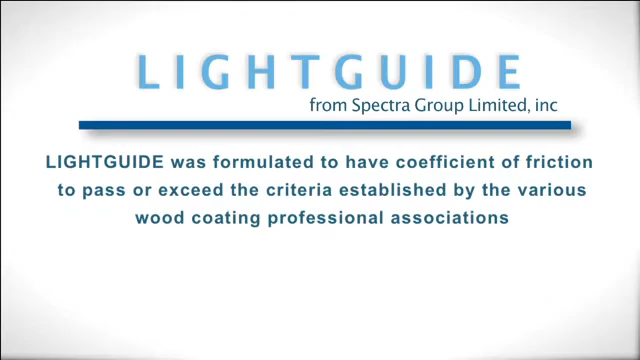 LIGHTGUIDE
from Spectra Group Limited, inc
LIGHTGUIDE was formulated to have coefficient of friction
to pass or exceed the criteria established by the various
wood coating professional associations